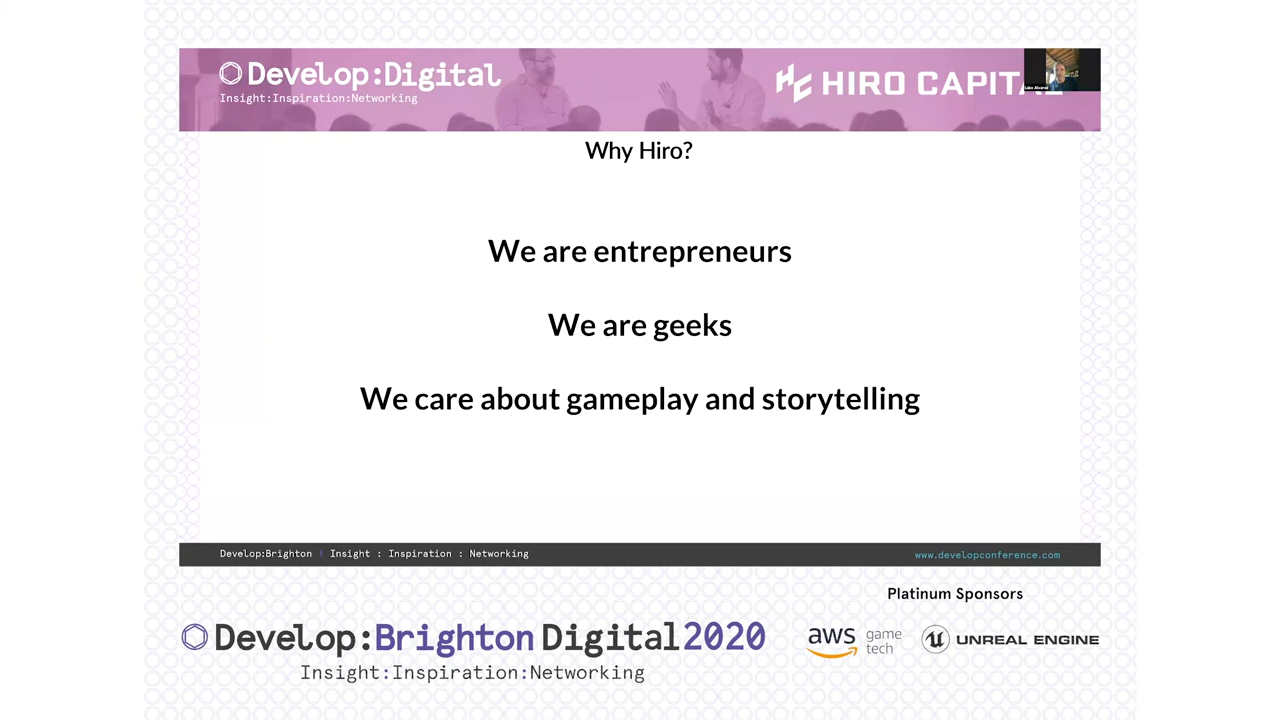 Develop:Digital
Insight:Inspiration:Networking
HIRO CAPITAL
Luke Alvarez
Why Hiro?
We are entrepreneurs
We are geeks
We care about gameplay and storytelling
Develop:Brighton | Insight : Inspiration : Networking
www.developconference.com
Platinum Sponsors
Develop:Brighton Digital 2020
Insight:Inspiration:Networking
aws game tech
UNREAL ENGINE